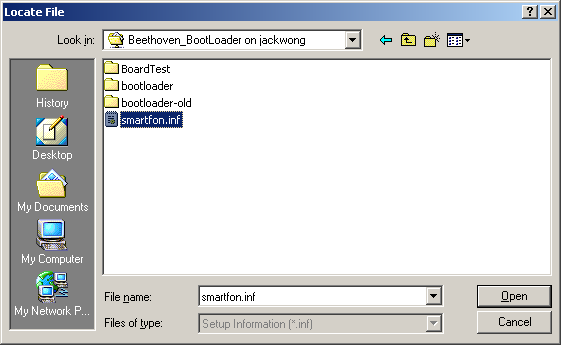 Locate File
Look in: Beethoven_BootLoader on jackwong
History
Desktop
My Documents
My Computer
My Network P...
BoardTest
bootloader
bootloader-old
smartfon.inf
File name: smartfon.inf Open
Files of type: Setup Information (*.inf) Cancel